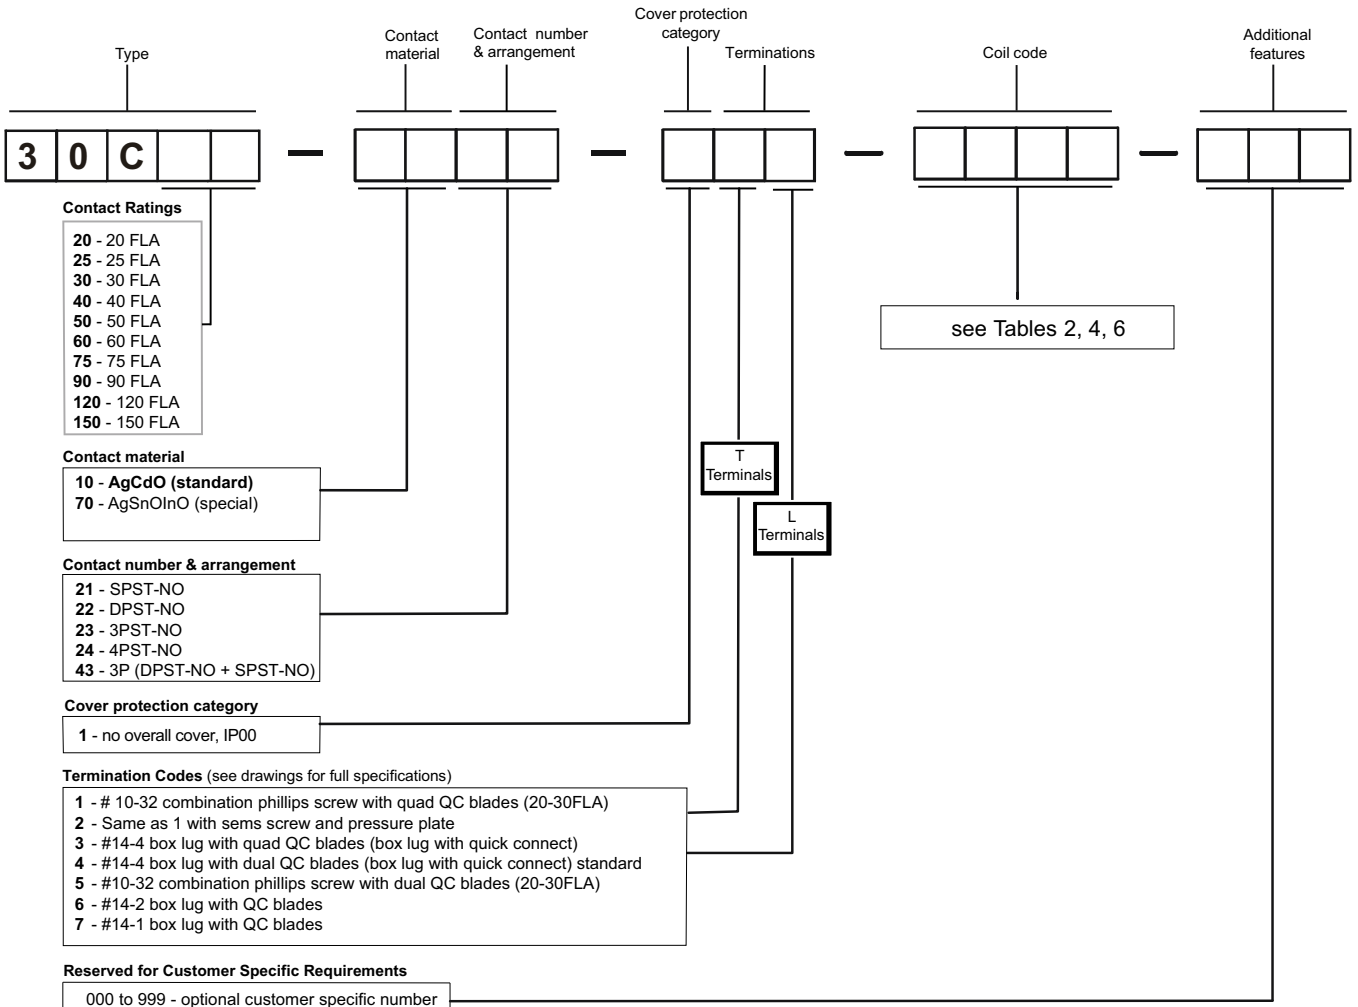 Type
Contact
material
Contact number
& arrangement
Cover protection
category
Terminations
Coil code
Additional
features
3 0 C
Contact Ratings
20 - 20 FLA
25 - 25 FLA
30 - 30 FLA
40 - 40 FLA
50 - 50 FLA
60 - 60 FLA
75 - 75 FLA
90 - 90 FLA
120 - 120 FLA
150 - 150 FLA
see Tables 2, 4, 6
T
Terminals
L
Terminals
Contact material
10 - AgCdO (standard)
70 - AgSnOInO (special)
Contact number & arrangement
21 - SPST-NO
22 - DPST-NO
23 - 3PST-NO
24 - 4PST-NO
43 - 3P (DPST-NO + SPST-NO)
Cover protection category
1 - no overall cover, IP00
Termination Codes (see drawings for full specifications)
1 - # 10-32 combination phillips screw with quad QC blades (20-30FLA)
2 - Same as 1 with sems screw and pressure plate
3 - #14-4 box lug with quad QC blades (box lug with quick connect)
4 - #14-4 box lug with dual QC blades (box lug with quick connect) standard
5 - #10-32 combination phillips screw with dual QC blades (20-30FLA)
6 - #14-2 box lug with QC blades
7 - #14-1 box lug with QC blades
Reserved for Customer Specific Requirements
000 to 999 - optional customer specific number